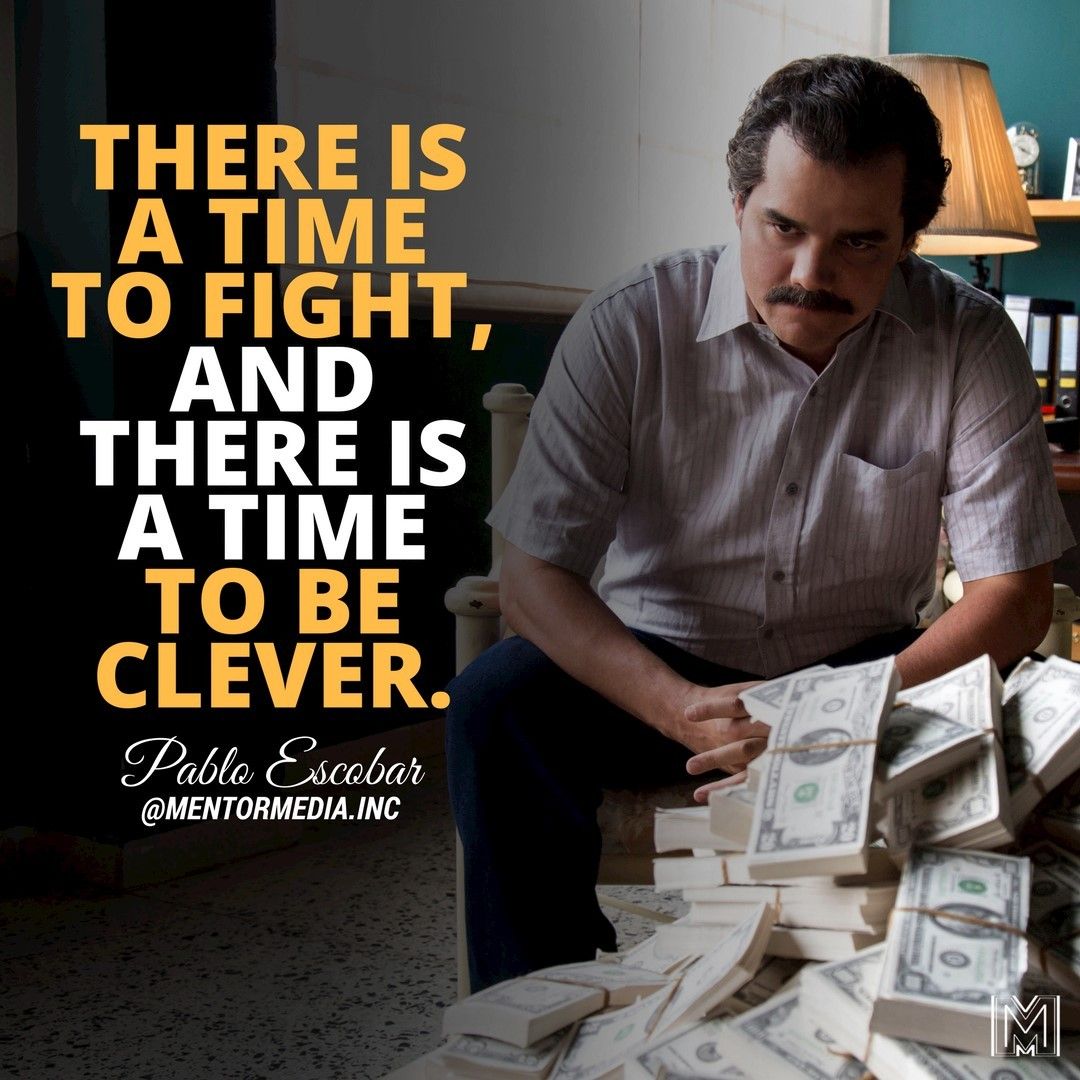 THERE IS
A TIME
TO FIGHT,
AND
THERE IS
A TIME
TO BE
CLEVER.
Pablo Escobar
@MENTORMEDIA.INC
M
M